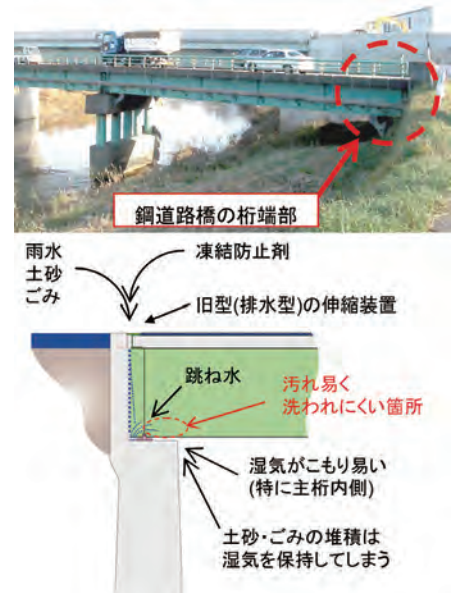 鋼道路橋の桁端部
雨水
土砂
ごみ
凍結防止剤
旧型(排水型)の伸縮装置
跳ね水
汚れ易く
洗われにくい箇所
湿気がこもり易い
(特に主桁内側)
土砂・ごみの堆積は
湿気を保持してしまう